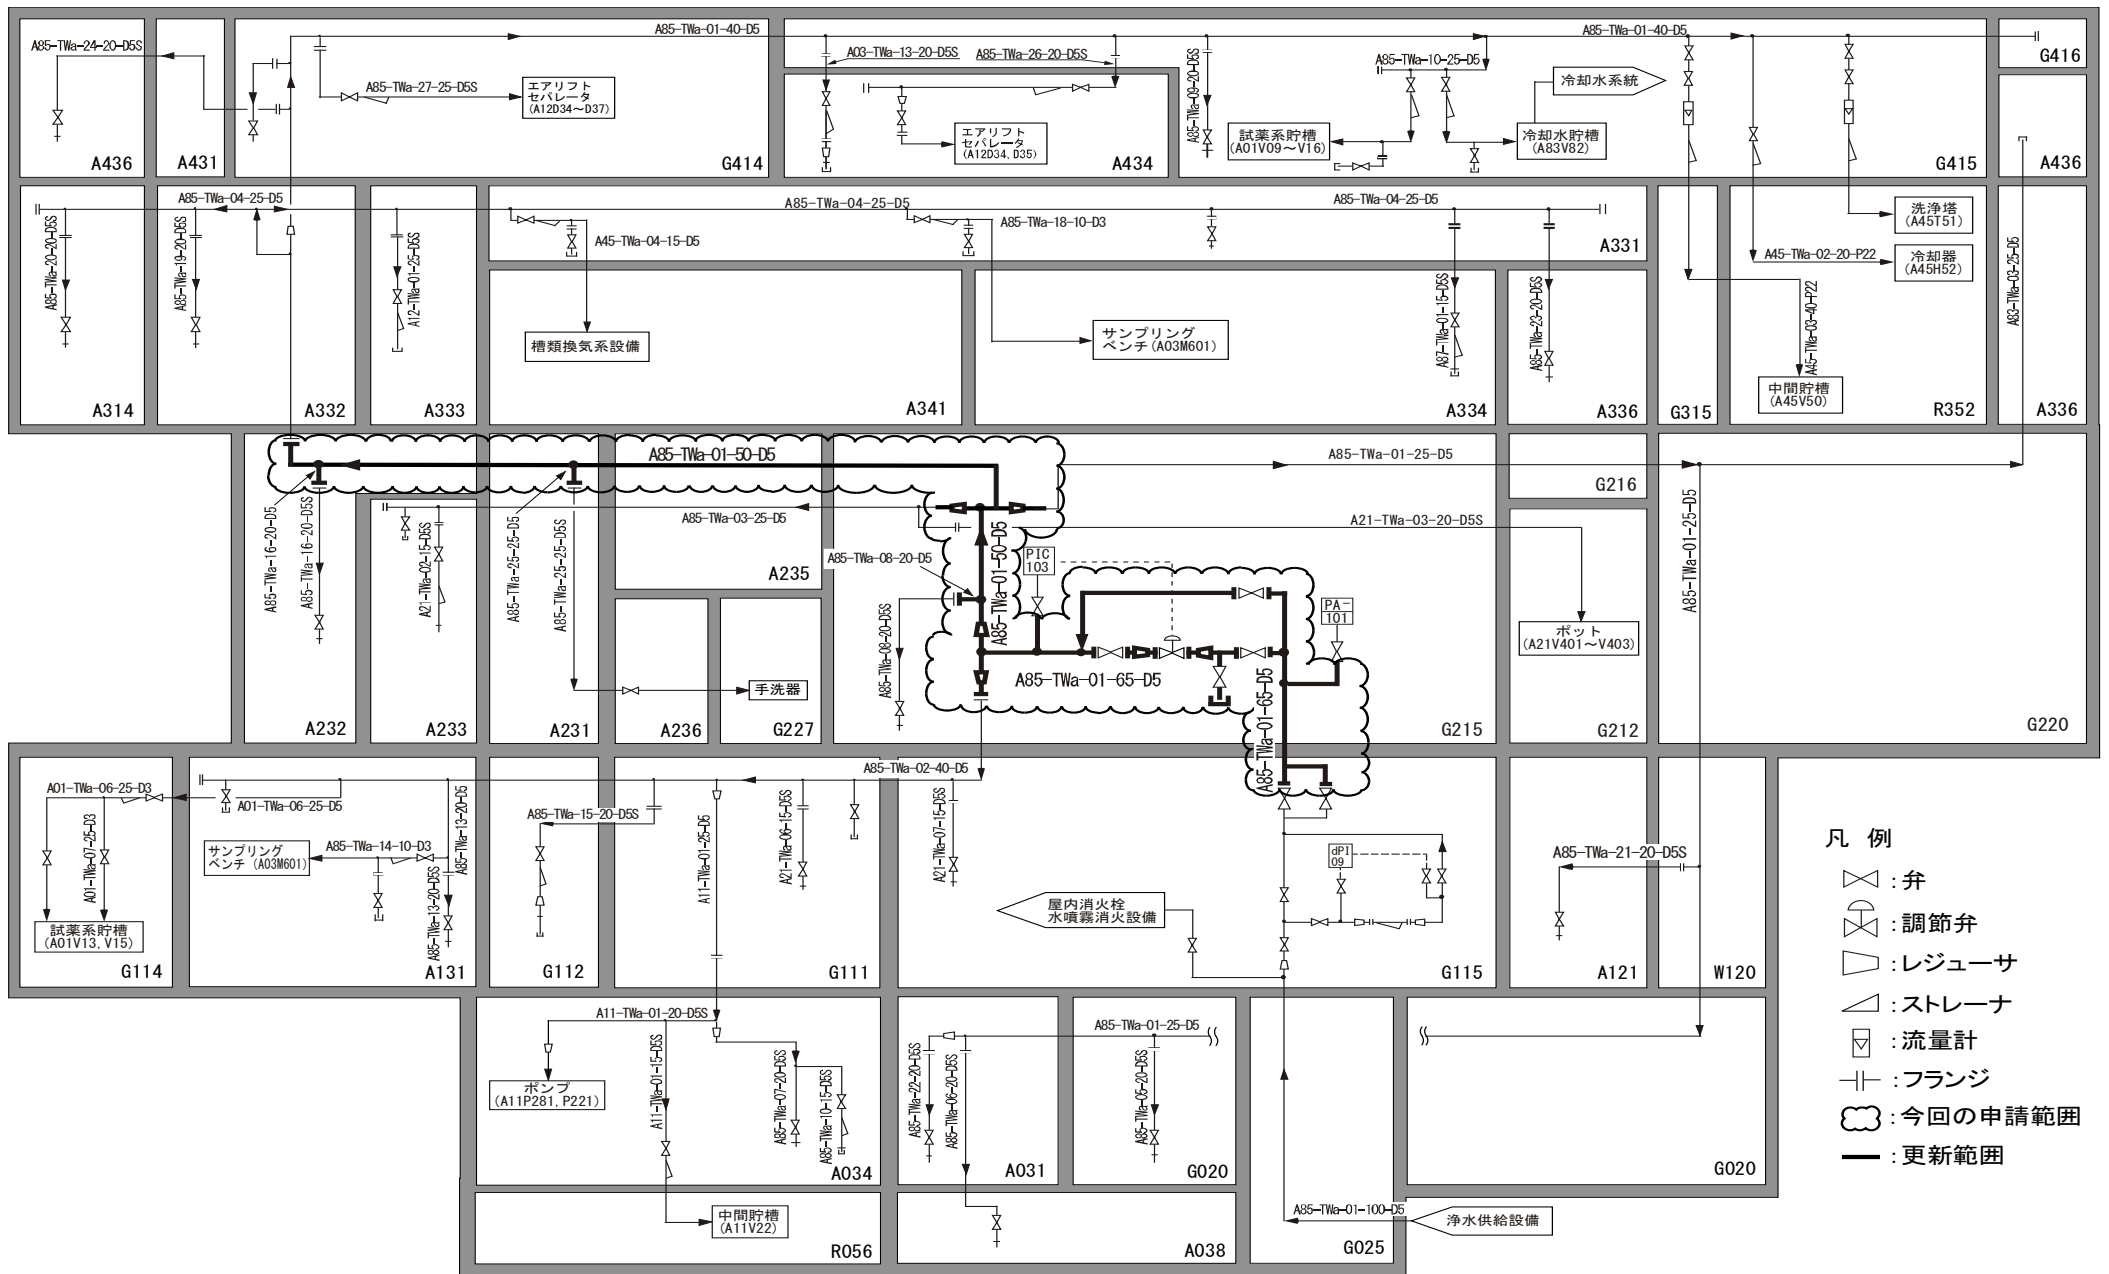 A85-TWa-24-20-D5S
A85-TWa-01-40-D5
A85-TWa-27-25-D5S
エアリフト
セパレータ
(A12D34～D37)
A436
A431
G414
A03-TWa-13-20-D5S
A85-TWa-26-20-D5S
エアリフト
セパレータ
(A12D34, D35)
A434
A85-TWa-09-20-D5S
A85-TWa-10-25-D5
A85-TWa-01-40-D5
冷却水系統
試薬系貯槽
(A01V09～V16)
冷却水貯槽
(A83V82)
G415
G416
A436
A85-TWa-04-25-D5
A85-TWa-20-20-D5S
A85-TWa-19-20-D5S
A12-TWa-01-25-D5S
A314
A332
A333
A85-TWa-04-25-D5
A85-TWa-04-25-D5
A45-TWa-04-15-D5
A85-TWa-18-10-D3
A331
槽類換気系設備
A341
サンプリング
ベンチ(A03M601)
A87-TWa-01-15-D5S
A334
A85-TWa-23-20-D5S
A336
G315
洗浄塔
(A45T51)
A45-TWa-02-20-P22
冷却器
(A45H52)
A45-TWa-03-40-P22
中間貯槽
(A45V50)
R352
A83-TWa-03-25-D5
A336
A85-TWa-01-50-D5
A85-TWa-16-20-D5
A85-TWa-16-20-D5S
A232
A85-TWa-03-25-D5
A21-TWa-02-15-D5S
A233
A85-TWa-25-25-D5
A85-TWa-25-25-D5S
A231
A235
A236
手洗器
G227
A85-TWa-08-20-D5
A85-TWa-08-20-D5S
A85-TWa-01-50-D5
PIC
103
A85-TWa-01-65-D5
A85-TWa-01-65-D5
PA-
101
G215
A85-TWa-01-25-D5
G216
A21-TWa-03-20-D5S
ポット
(A21V401～V403)
G212
A85-TWa-01-25-D5
G220
A01-TWa-06-25-D3
A01-TWa-07-25-D3
試薬系貯槽
(A01V13, V15)
G114
A01-TWa-06-25-D5
サンプリング
ベンチ(A03M601)
A85-TWa-14-10-D3
A85-TWa-13-20-D5
A85-TWa-13-20-D5S
A131
A85-TWa-15-20-D5S
G112
A85-TWa-02-40-D5
A11-TWa-01-25-D5
A21-TWa-06-15-D5S
G111
A21-TWa-07-15-D5S
屋内消火栓
水噴霧消火設備
dPI
09
G115
A85-TWa-21-20-D5S
A121
W120
A11-TWa-01-20-D5S
ポンプ
(A11P281, P221)
A11-TWa-01-15-D5S
A85-TWa-07-20-D5S
A85-TWa-10-15-D5S
A034
中間貯槽
(A11V22)
R056
A85-TWa-01-25-D5
A85-TWa-22-20-D5S
A85-TWa-06-20-D5S
A031
A85-TWa-05-20-D5S
G020
A038
A85-TWa-01-100-D5
浄水供給設備
G025
G020
凡 例
:弁
:調節弁
:レジューサ
:ストレーナ
:流量計
:フランジ
:今回の申請範囲
:更新範囲